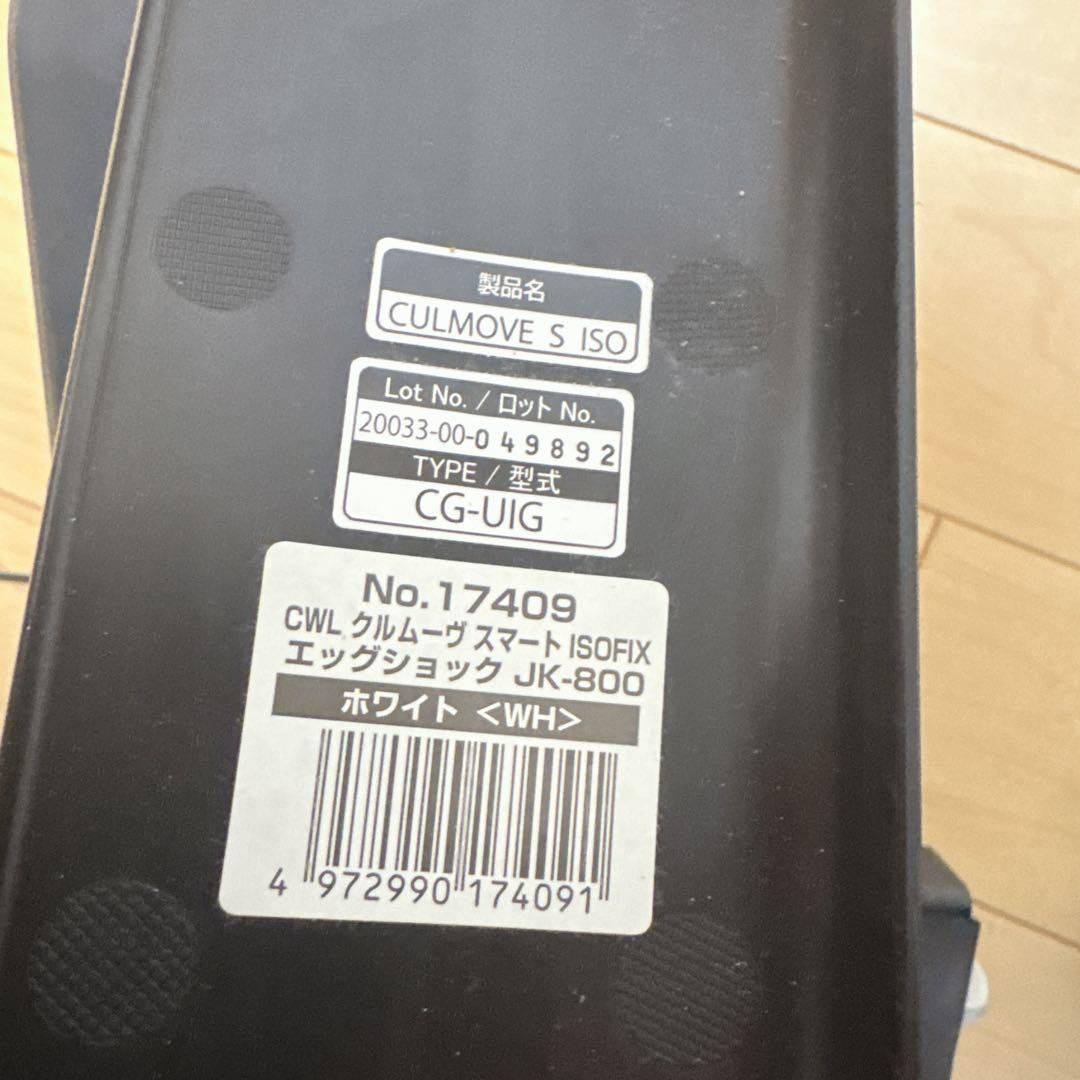 製品名
CULMOVE S ISO
Lot No. / ロット No.
20033-00-049892
TYPE / 型式
CG-UIG
No.17409
CWL クルムーヴ スマート ISOFIX
エッグショック JK-800
ホワイト <WH>
4 972990 174091